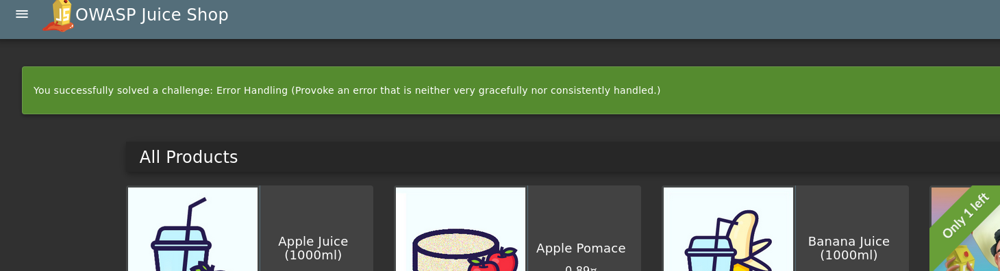 JS
OWASP Juice Shop
You successfully solved a challenge: Error Handling (Provoke an error that is neither very gracefully nor consistently handled.)
All Products
Apple Juice
(1000ml)
Apple Pomace
0.89¤
Banana Juice
(1000ml)
Only 1 left